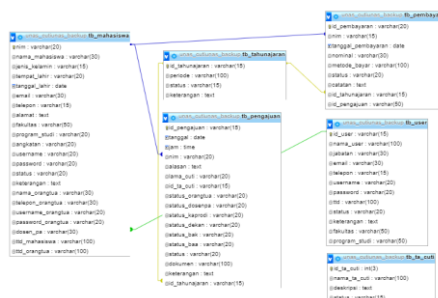 tb_mahasiswa
nim : varchar(20)
nama_mahasiswa : varchar(30)
jenis_kelamin : varchar(15)
tempat_lahir : varchar(20)
tanggal_lahir : date
email : varchar(30)
telepon : varchar(15)
alamat : text
fakultas : varchar(50)
program_studi : varchar(20)
angkatan : varchar(20)
username : varchar(20)
password : varchar(20)
status : varchar(20)
keterangan : text
nama_orangtua : varchar(30)
telepon_orangtua : varchar(30)
username_orangtua : varchar(20)
password_orangtua : varchar(20)
dosen_pa : varchar(30)
ttd_mahasiswa : varchar(100)
ttd_orangtua : varchar(100)
tb_tahunajaran
id_tahunajaran : varchar(15)
periode : varchar(100)
status : varchar(15)
keterangan : text
tb_pengajuan
id_pengajuan : varchar(15)
tanggal : date
jam : time
nim : varchar(20)
alasan : text
lama_cuti : varchar(20)
id_ta_cuti : varchar(15)
status_orangtua : varchar(20)
status_dosenpa : varchar(20)
status_kaprodi : varchar(20)
status_dekan : varchar(20)
status_bak : varchar(20)
status_baa : varchar(20)
status : varchar(20)
dokumen : varchar(100)
keterangan : text
id_tahunajaran : varchar(15)
id_pembayaran : varchar(20)
nim : varchar(15)
tanggal_pembayaran : date
nominal : varchar(30)
metode_bayar : varchar(100)
status : varchar(20)
catatan : text
id_tahunajaran : varchar(15)
id_pengajuan : varchar(50)
tb_user
id_user : varchar(15)
nama_user : varchar(100)
jabatan : varchar(30)
email : varchar(30)
telepon : varchar(15)
username : varchar(20)
password : varchar(20)
ttd : varchar(100)
status : varchar(20)
keterangan : text
fakultas : varchar(50)
program_studi : varchar(50)
tb_ta_cuti
id_ta_cuti : int(3)
nama_ta_cuti : varchar(100)
deskripsi : text
status : varchar(15)